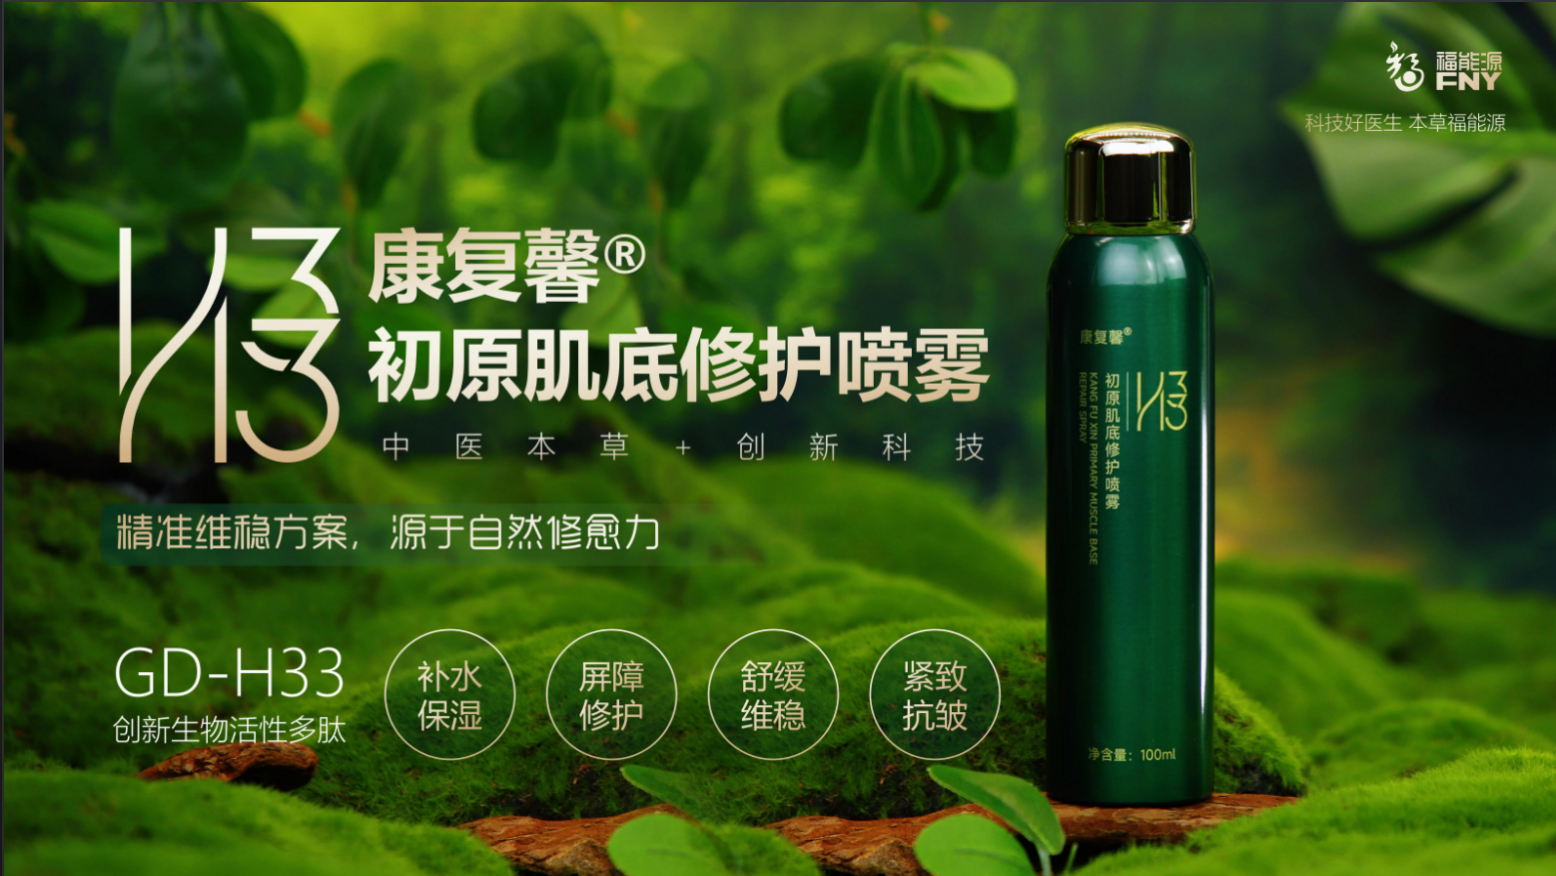 福能源
FNY
科技好医生 本草福能源
H33
康复馨®
初原肌底修护喷雾
中医本草+创新科技
精准维稳方案，源于自然修愈力
GD-H33
创新生物活性多肽
补水
保湿
屏障
修护
舒缓
维稳
紧致
抗皱
康复馨®
H33
初原肌底修护喷雾
KANG FU XIN PRIMARY MUSCLE BASE
REPAIR SPRAY
净含量：100ml